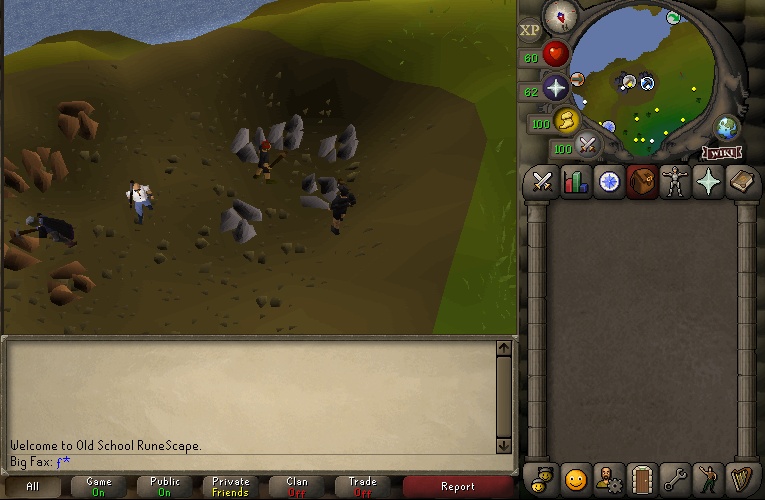 XP
60
62
100
100
WIKI
Welcome to Old School RuneScape.
Big Fax: f*
All
Game
On
Public
On
Private
Friends
Clan
Off
Trade
Off
Report